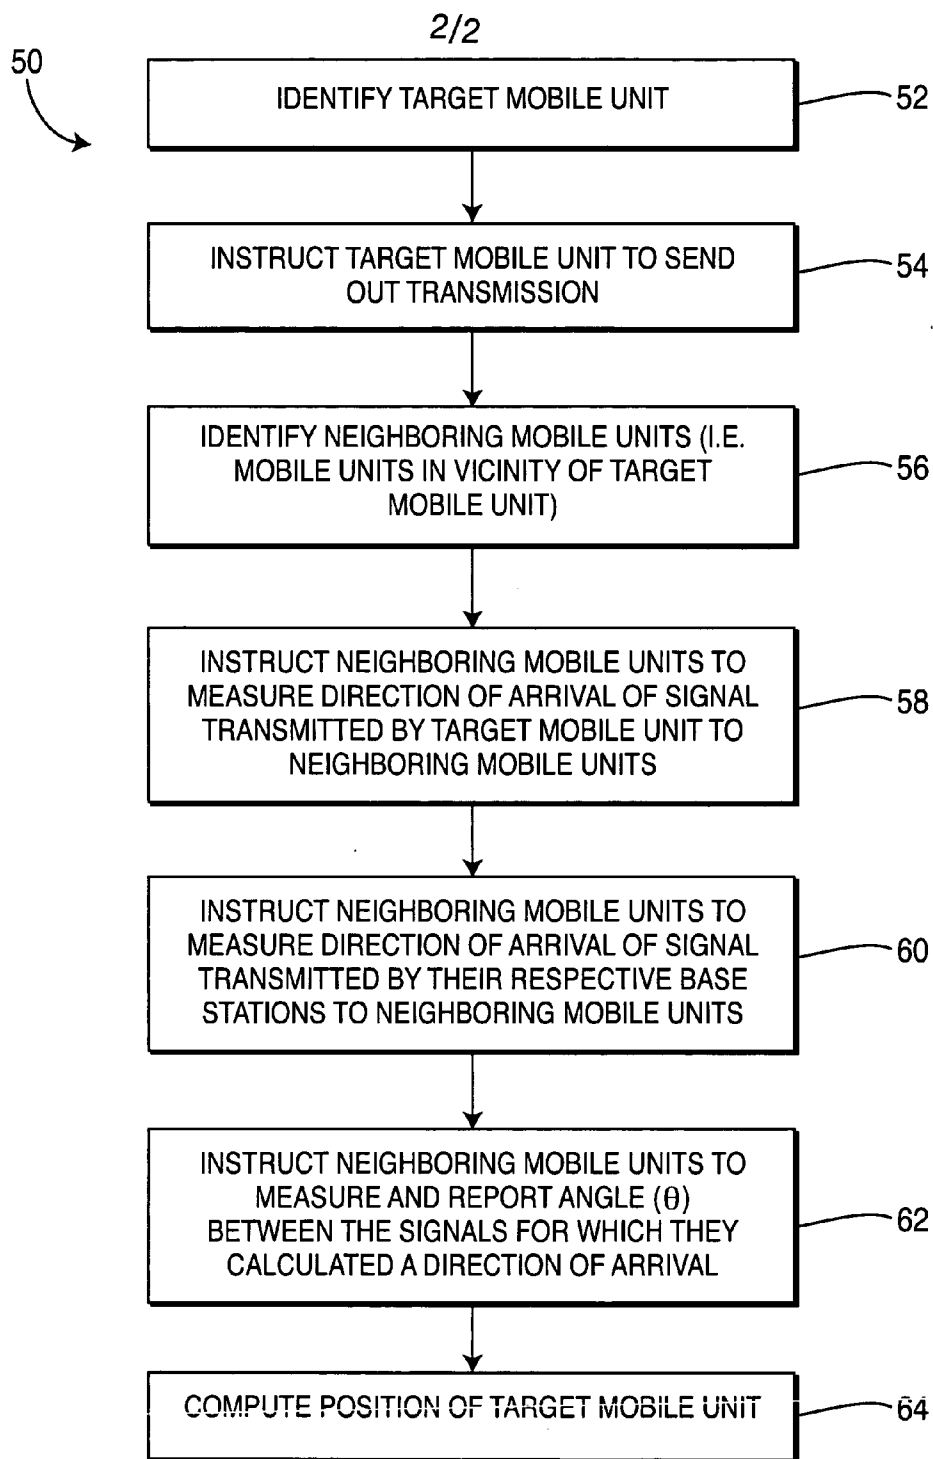 2/2
50
IDENTIFY TARGET MOBILE UNIT
52
INSTRUCT TARGET MOBILE UNIT TO SEND
OUT TRANSMISSION
54
IDENTIFY NEIGHBORING MOBILE UNITS (I.E.
MOBILE UNITS IN VICINITY OF TARGET
MOBILE UNIT)
56
INSTRUCT NEIGHBORING MOBILE UNITS TO
MEASURE DIRECTION OF ARRIVAL OF SIGNAL
TRANSMITTED BY TARGET MOBILE UNIT TO
NEIGHBORING MOBILE UNITS
58
INSTRUCT NEIGHBORING MOBILE UNITS TO
MEASURE DIRECTION OF ARRIVAL OF SIGNAL
TRANSMITTED BY THEIR RESPECTIVE BASE
STATIONS TO NEIGHBORING MOBILE UNITS
60
INSTRUCT NEIGHBORING MOBILE UNITS TO
MEASURE AND REPORT ANGLE (θ)
BETWEEN THE SIGNALS FOR WHICH THEY
CALCULATED A DIRECTION OF ARRIVAL
62
COMPUTE POSITION OF TARGET MOBILE UNIT
64